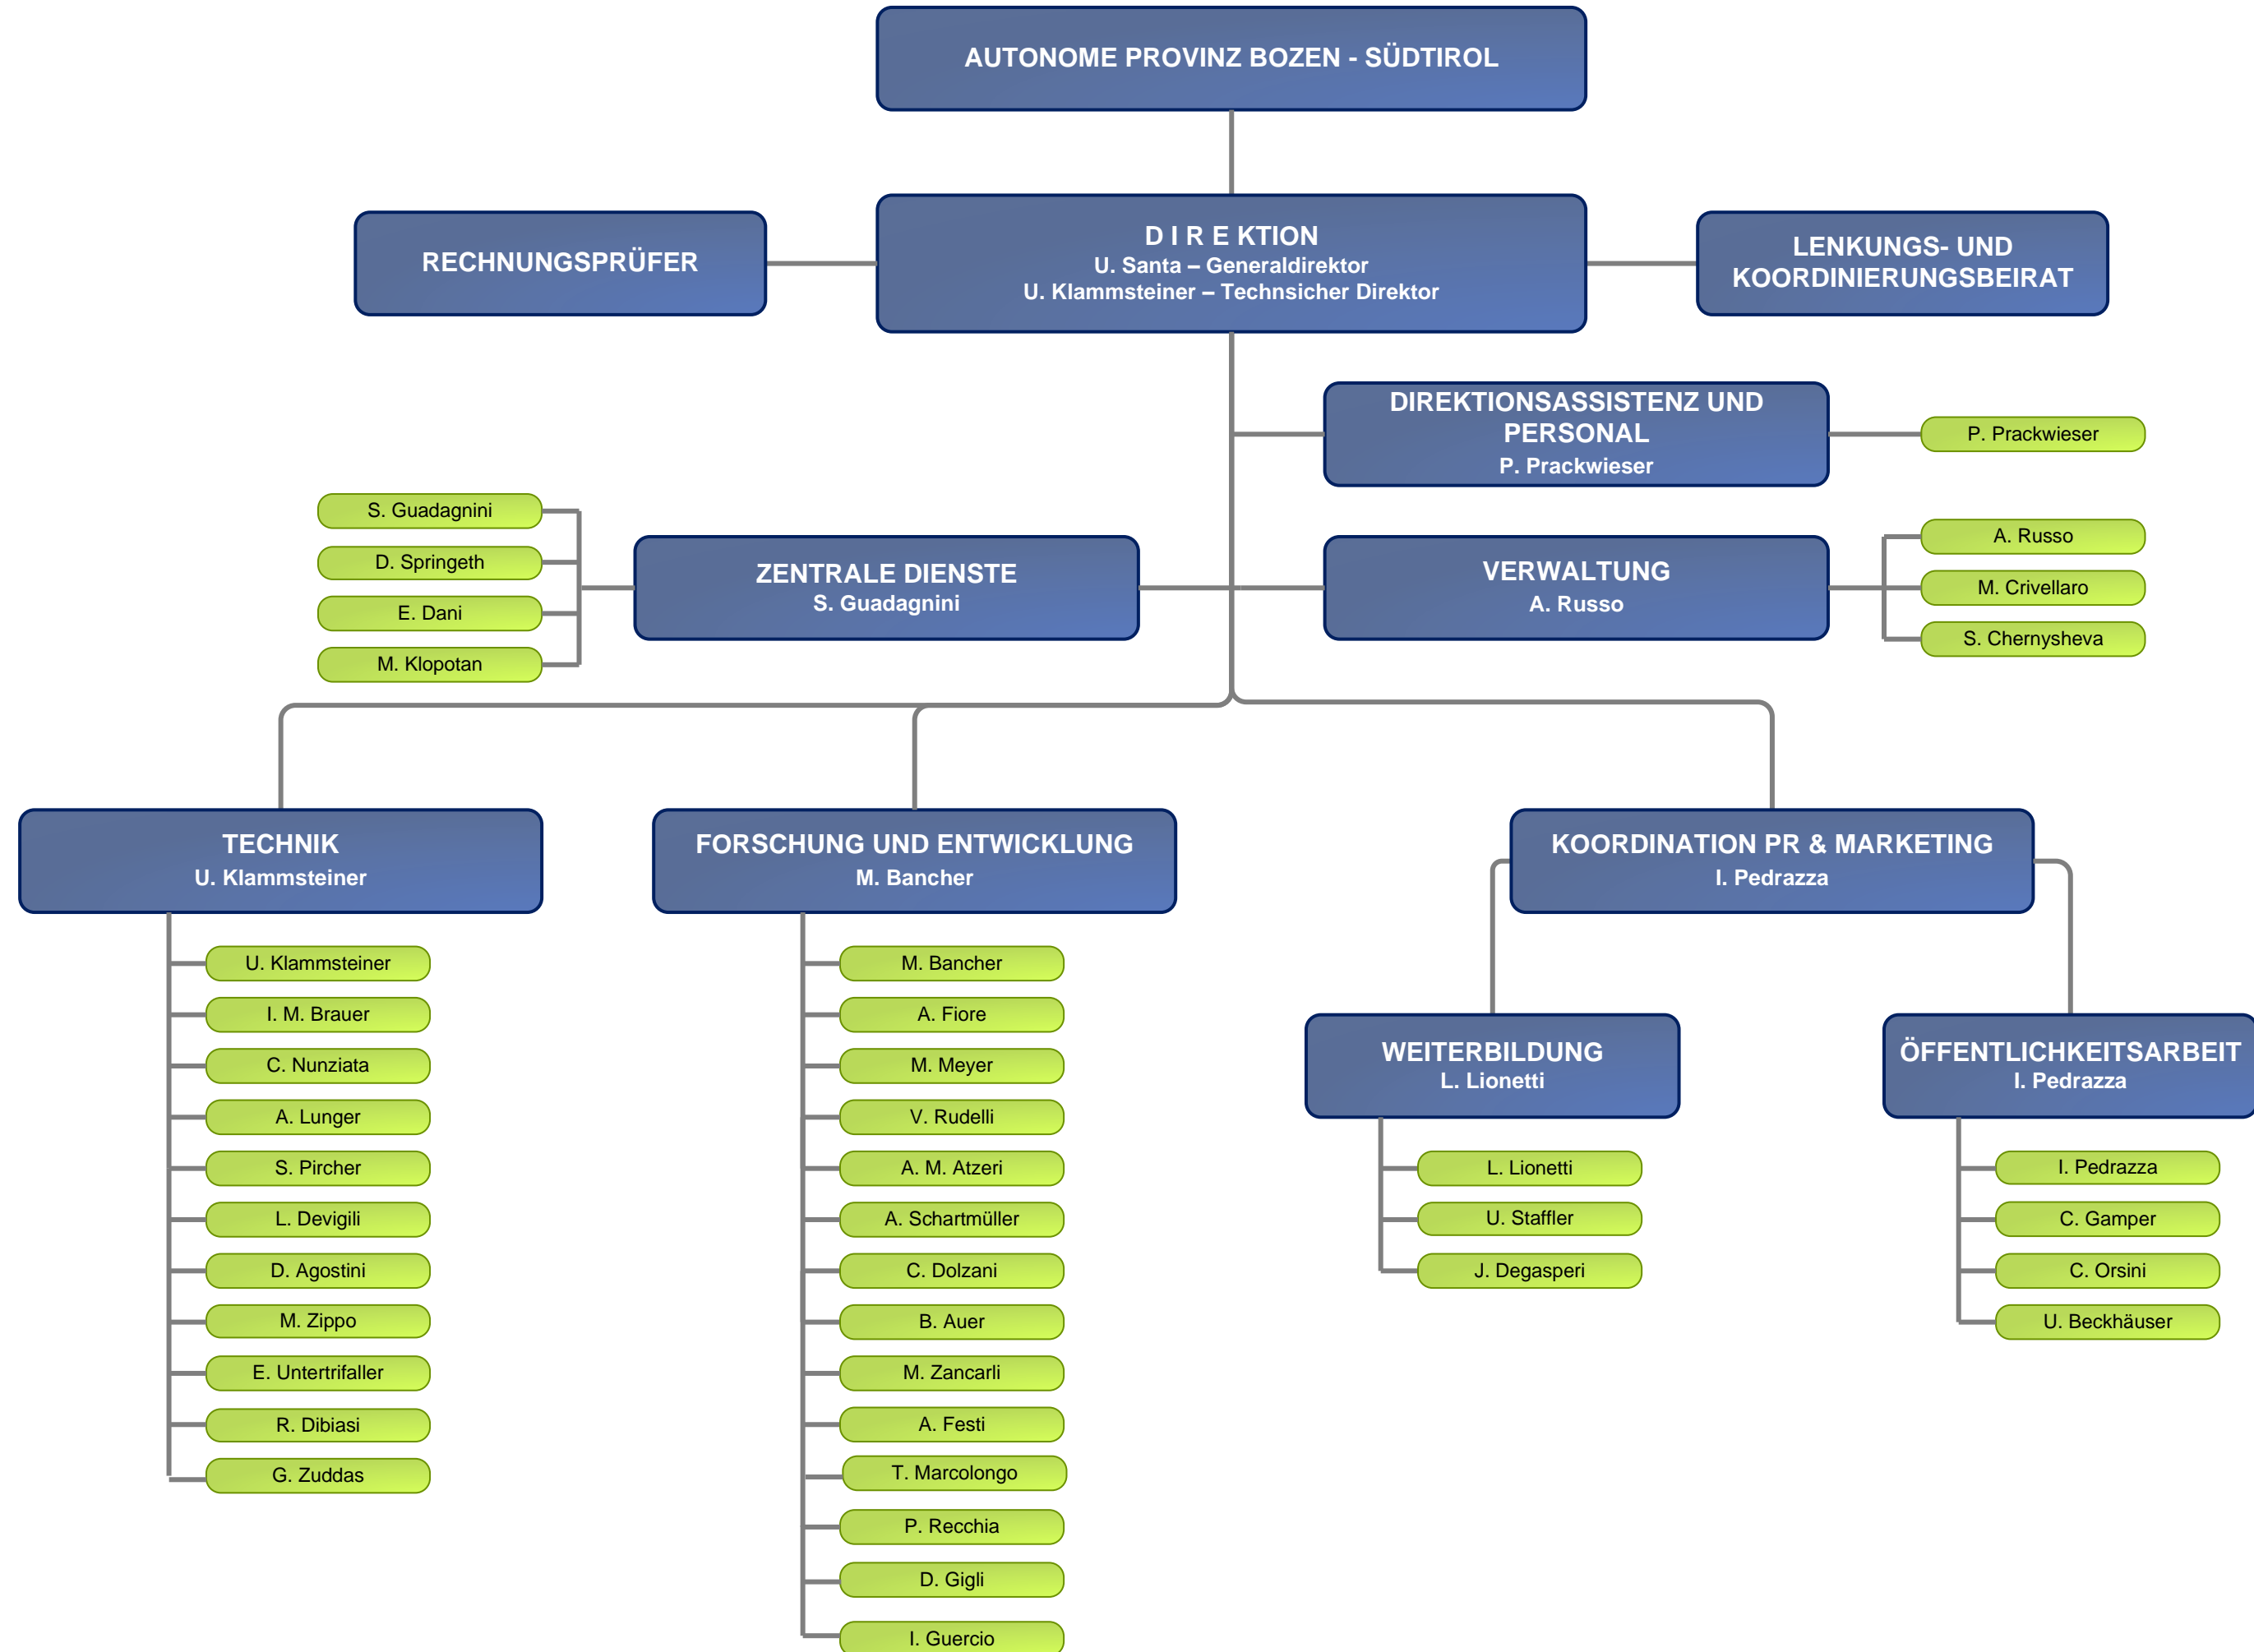 AUTONOME PROVINZ BOZEN - SÜDTIROL
RECHNUNGSPRÜFER
D I R E KTION
U. Santa – Generaldirektor
U. Klammsteiner – Technsicher Direktor
LENKUNGS- UND
KOORDINIERUNGSBEIRAT
DIREKTIONSASSISTENZ UND
PERSONAL
P. Prackwieser
P. Prackwieser
S. Guadagnini
D. Springeth
E. Dani
M. Klopotan
ZENTRALE DIENSTE
S. Guadagnini
VERWALTUNG
A. Russo
A. Russo
M. Crivellaro
S. Chernysheva
TECHNIK
U. Klammsteiner
U. Klammsteiner
I. M. Brauer
C. Nunziata
A. Lunger
S. Pircher
L. Devigili
D. Agostini
M. Zippo
E. Untertrifaller
R. Dibiasi
G. Zuddas
FORSCHUNG UND ENTWICKLUNG
M. Bancher
M. Bancher
A. Fiore
M. Meyer
V. Rudelli
A. M. Atzeri
A. Schartmüller
C. Dolzani
B. Auer
M. Zancarli
A. Festi
T. Marcolongo
P. Recchia
D. Gigli
I. Guercio
KOORDINATION PR & MARKETING
I. Pedrazza
WEITERBILDUNG
L. Lionetti
L. Lionetti
U. Staffler
J. Degasperi
ÖFFENTLICHKEITSARBEIT
I. Pedrazza
I. Pedrazza
C. Gamper
C. Orsini
U. Beckhäuser